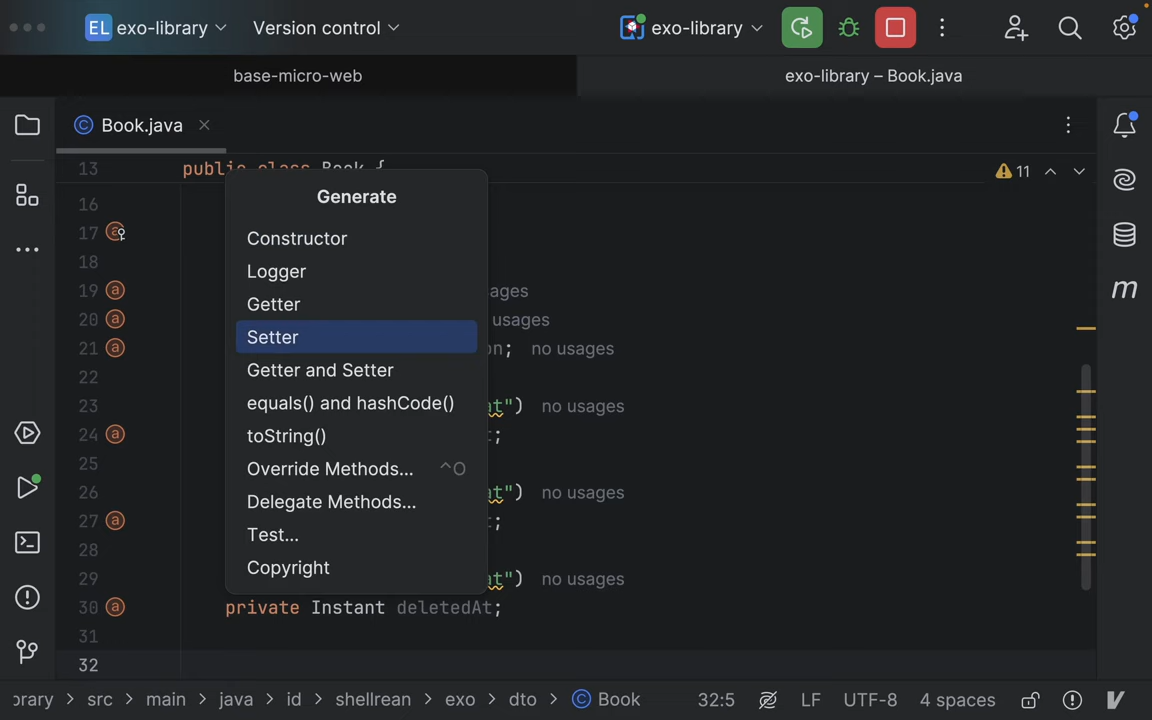 EL exo-library Version control exo-library
base-micro-web exo-library – Book.java
Book.java
13 public class Book {
11
Generate
16
17
18
19 ages
20 usages
21 on; no usages
22
23 at") no usages
24 t;
25
26 at") no usages
27 t;
28
29 at") no usages
30 private Instant deletedAt;
31
32
Constructor
Logger
Getter
Setter
Getter and Setter
equals() and hashCode()
toString()
Override Methods... ^O
Delegate Methods...
Test...
Copyright
m
brary > src > main > java > id > shellrean > exo > dto > Book 32:5 LF UTF-8 4 spaces